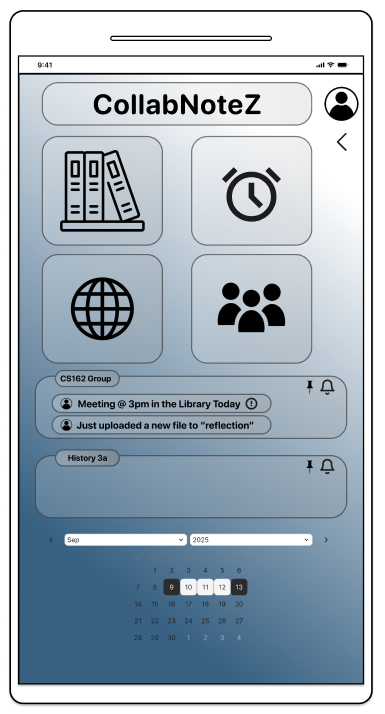 9:41
CollabNoteZ
CS162 Group
Meeting @ 3pm in the Library Today
Just uploaded a new file to “reflection”
History 3a
Sep 2025
1 2 3 4 5 6
7 8 9 10 11 12 13
14 15 16 17 18 19 20
21 22 23 24 25 26 27
28 29 30 1 2 3 4